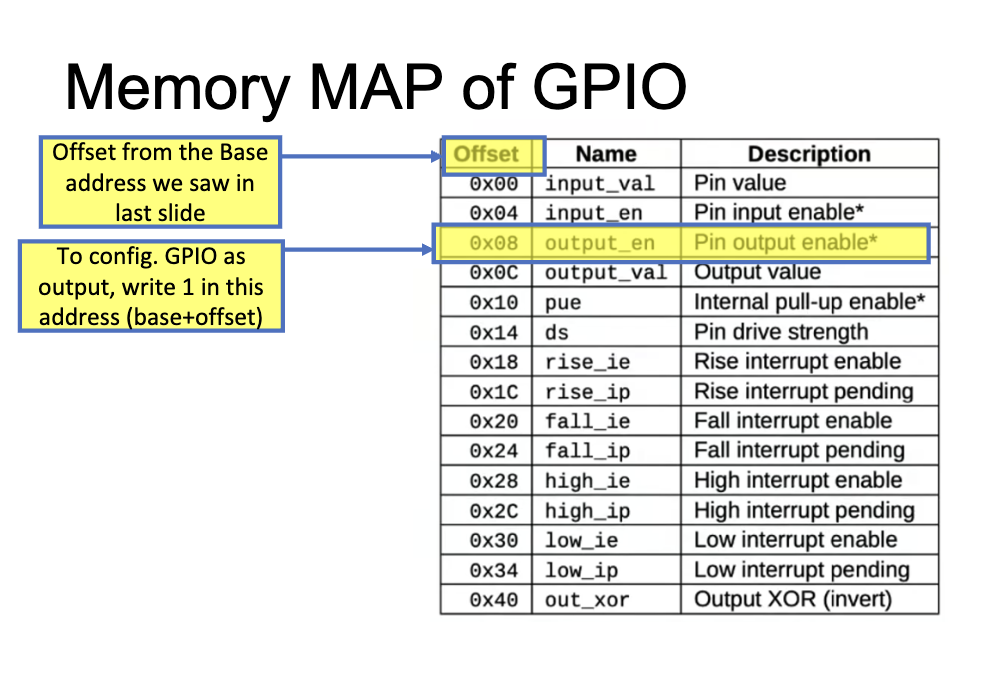 Memory MAP of GPIO
Offset from the Base
address we saw in
last slide
To config. GPIO as
output, write 1 in this
address (base+offset)
Offset Name Description
0x00 input_val Pin value
0x04 input_en Pin input enable*
0x08 output_en Pin output enable*
0x0C output_val Output value
0x10 pue Internal pull-up enable*
0x14 ds Pin drive strength
0x18 rise_ie Rise interrupt enable
0x1C rise_ip Rise interrupt pending
0x20 fall_ie Fall interrupt enable
0x24 fall_ip Fall interrupt pending
0x28 high_ie High interrupt enable
0x2C high_ip High interrupt pending
0x30 low_ie Low interrupt enable
0x34 low_ip Low interrupt pending
0x40 out_xor Output XOR (invert)